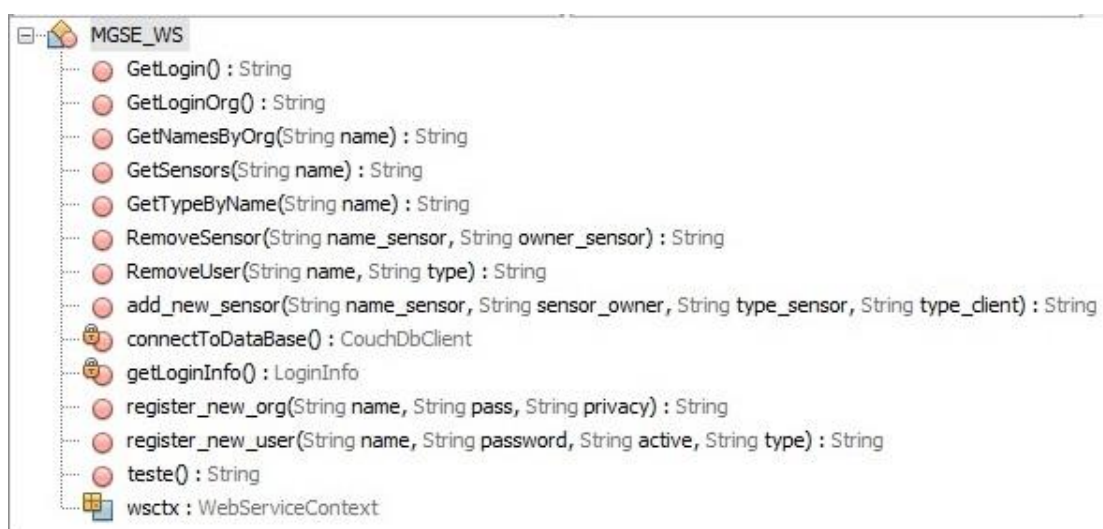 MGSE_WS
GetLogin() : String
GetLoginOrg() : String
GetNamesByOrg(String name) : String
GetSensors(String name) : String
GetTypeByName(String name) : String
RemoveSensor(String name_sensor, String owner_sensor) : String
RemoveUser(String name, String type) : String
add_new_sensor(String name_sensor, String sensor_owner, String type_sensor, String type_client) : String
connectToDataBase() : CouchDbClient
getLoginInfo() : LoginInfo
register_new_org(String name, String pass, String privacy) : String
register_new_user(String name, String password, String active, String type) : String
teste() : String
wsctx : WebServiceContext